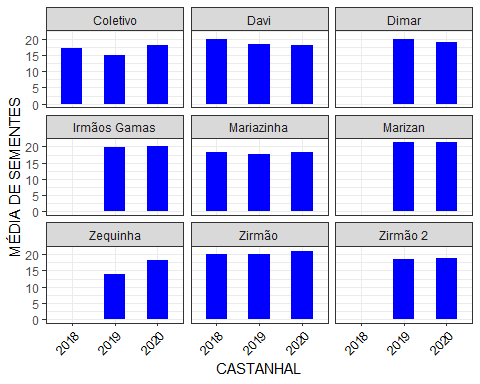 Coletivo Davi Dimar
20
15
10
5
0
Irmãos Gamas Mariazinha Marizan
20
15
10
5
0
Zequinha Zirmão Zirmão 2
20
15
10
5
0
2018 2019 2020 2018 2019 2020 2018 2019 2020
CASTANHAL
MÉDIA DE SEMENTES